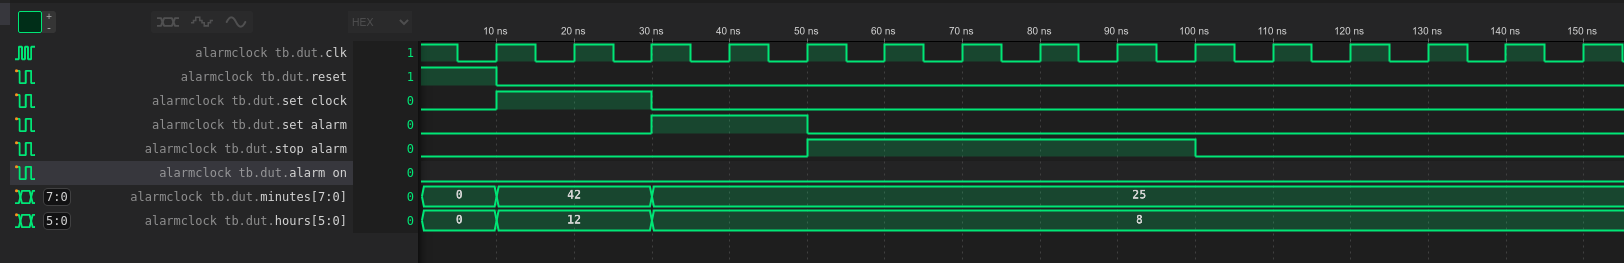 +
-
HEX
10 ns 20 ns 30 ns 40 ns 50 ns 60 ns 70 ns 80 ns 90 ns 100 ns 110 ns 120 ns 130 ns 140 ns 150 ns
alarmclock tb.dut.clk 1
alarmclock tb.dut.reset 1
alarmclock tb.dut.set clock 0
alarmclock tb.dut.set alarm 0
alarmclock tb.dut.stop alarm 0
alarmclock tb.dut.alarm on 0
7:0 alarmclock tb.dut.minutes[7:0] 0 0 42 25
5:0 alarmclock tb.dut.hours[5:0] 0 0 12 8